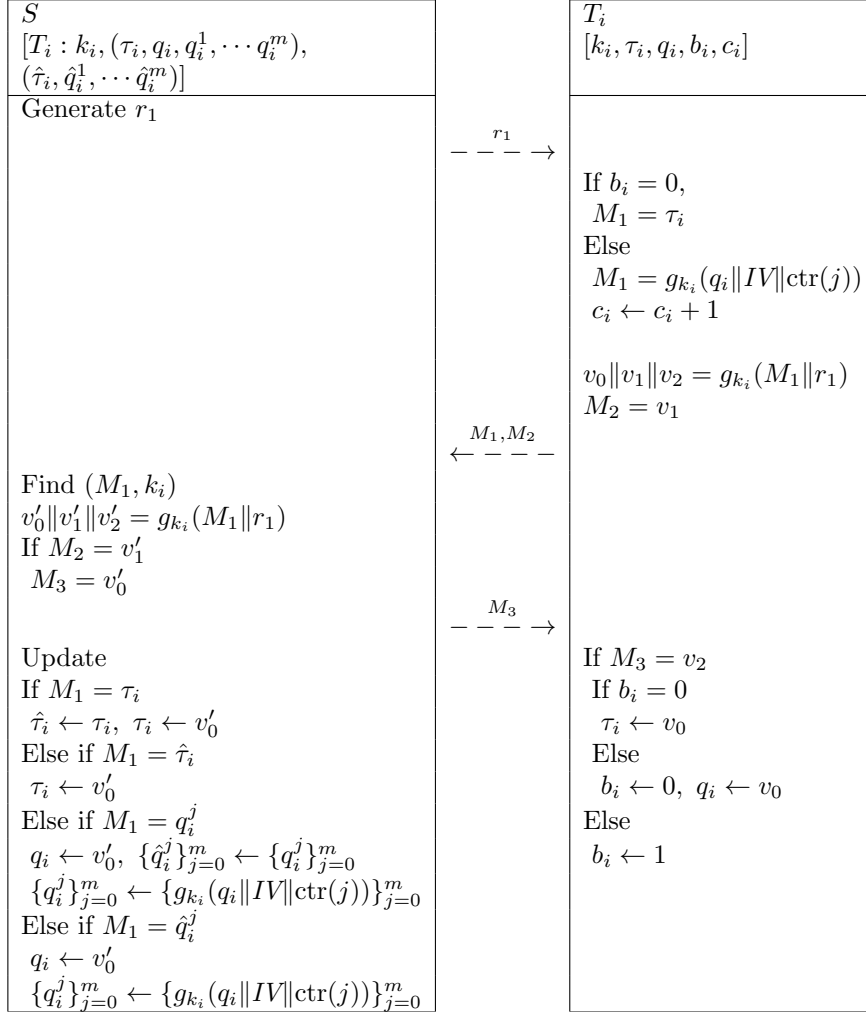 S
[T_i : k_i, (τ_i, q_i, q_i^1, ⋯ q_i^m),
(τ̂_i, q̂_i^1, ⋯ q̂_i^m)]
T_i
[k_i, τ_i, q_i, b_i, c_i]
Generate r_1
r_1
If b_i = 0,
M_1 = τ_i
Else
M_1 = g_{k_i}(q_i‖IV‖ctr(j))
c_i ← c_i + 1
v_0‖v_1‖v_2 = g_{k_i}(M_1‖r_1)
M_2 = v_1
M_1, M_2
Find (M_1, k_i)
v'_0‖v'_1‖v'_2 = g_{k_i}(M_1‖r_1)
If M_2 = v'_1
M_3 = v'_0
M_3
Update
If M_1 = τ_i
τ̂_i ← τ_i, τ_i ← v'_0
Else if M_1 = τ̂_i
τ_i ← v'_0
Else if M_1 = q_i^j
q_i ← v'_0, {q̂_i^j}_{j=0}^m ← {q_i^j}_{j=0}^m
{q_i^j}_{j=0}^m ← {g_{k_i}(q_i‖IV‖ctr(j))}_{j=0}^m
Else if M_1 = q̂_i^j
q_i ← v'_0
{q_i^j}_{j=0}^m ← {g_{k_i}(q_i‖IV‖ctr(j))}_{j=0}^m
If M_3 = v_2
If b_i = 0
τ_i ← v_0
Else
b_i ← 0, q_i ← v_0
Else
b_i ← 1